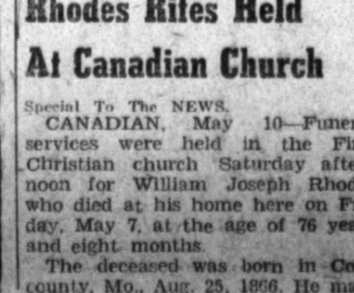 Rhodes Rites Held
At Canadian Church
Special To The NEWS.
CANADIAN, May 10—Funer
services were held in the Fi
Christian church Saturday afte
noon for William Joseph Rhod
who died at his home here on F
day, May 7, at the age of 76 yea
and eight months.
The deceased was born in Co
county, Mo., Aug. 25, 1866. He ma